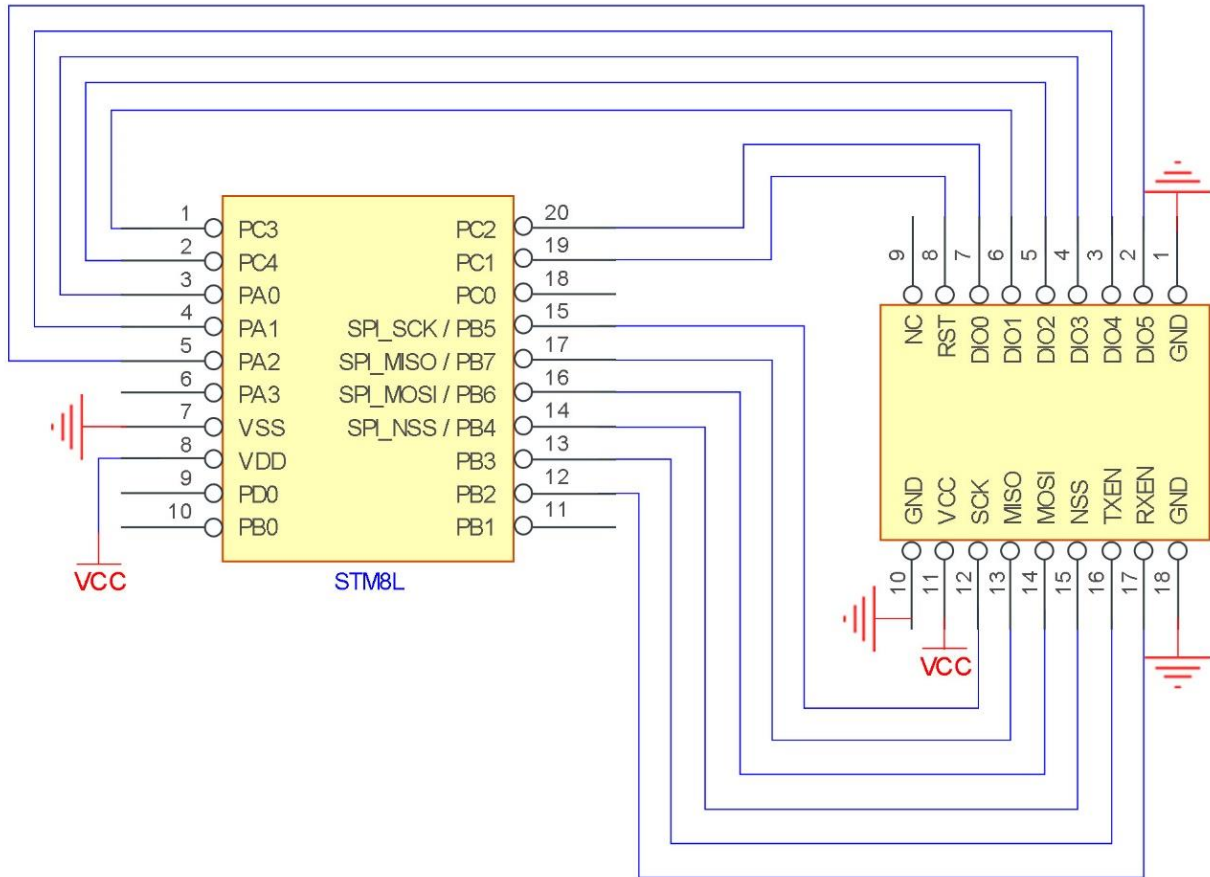 1 PC3 PC2 20
2 PC4 PC1 19
3 PA0 PC0 18
4 PA1 SPI_SCK / PB5 15
5 PA2 SPI_MISO / PB7 17
6 PA3 SPI_MOSI / PB6 16
7 VSS SPI_NSS / PB4 14
8 VDD PB3 13
9 PD0 PB2 12
10 PB0 PB1 11
STM8L
VCC
9 8 7 6 5 4 3 2 1
NC RST DIO0 DIO1 DIO2 DIO3 DIO4 DIO5 GND
GND VCC SCK MISO MOSI NSS TXEN RXEN GND
10 11 12 13 14 15 16 17 18
VCC